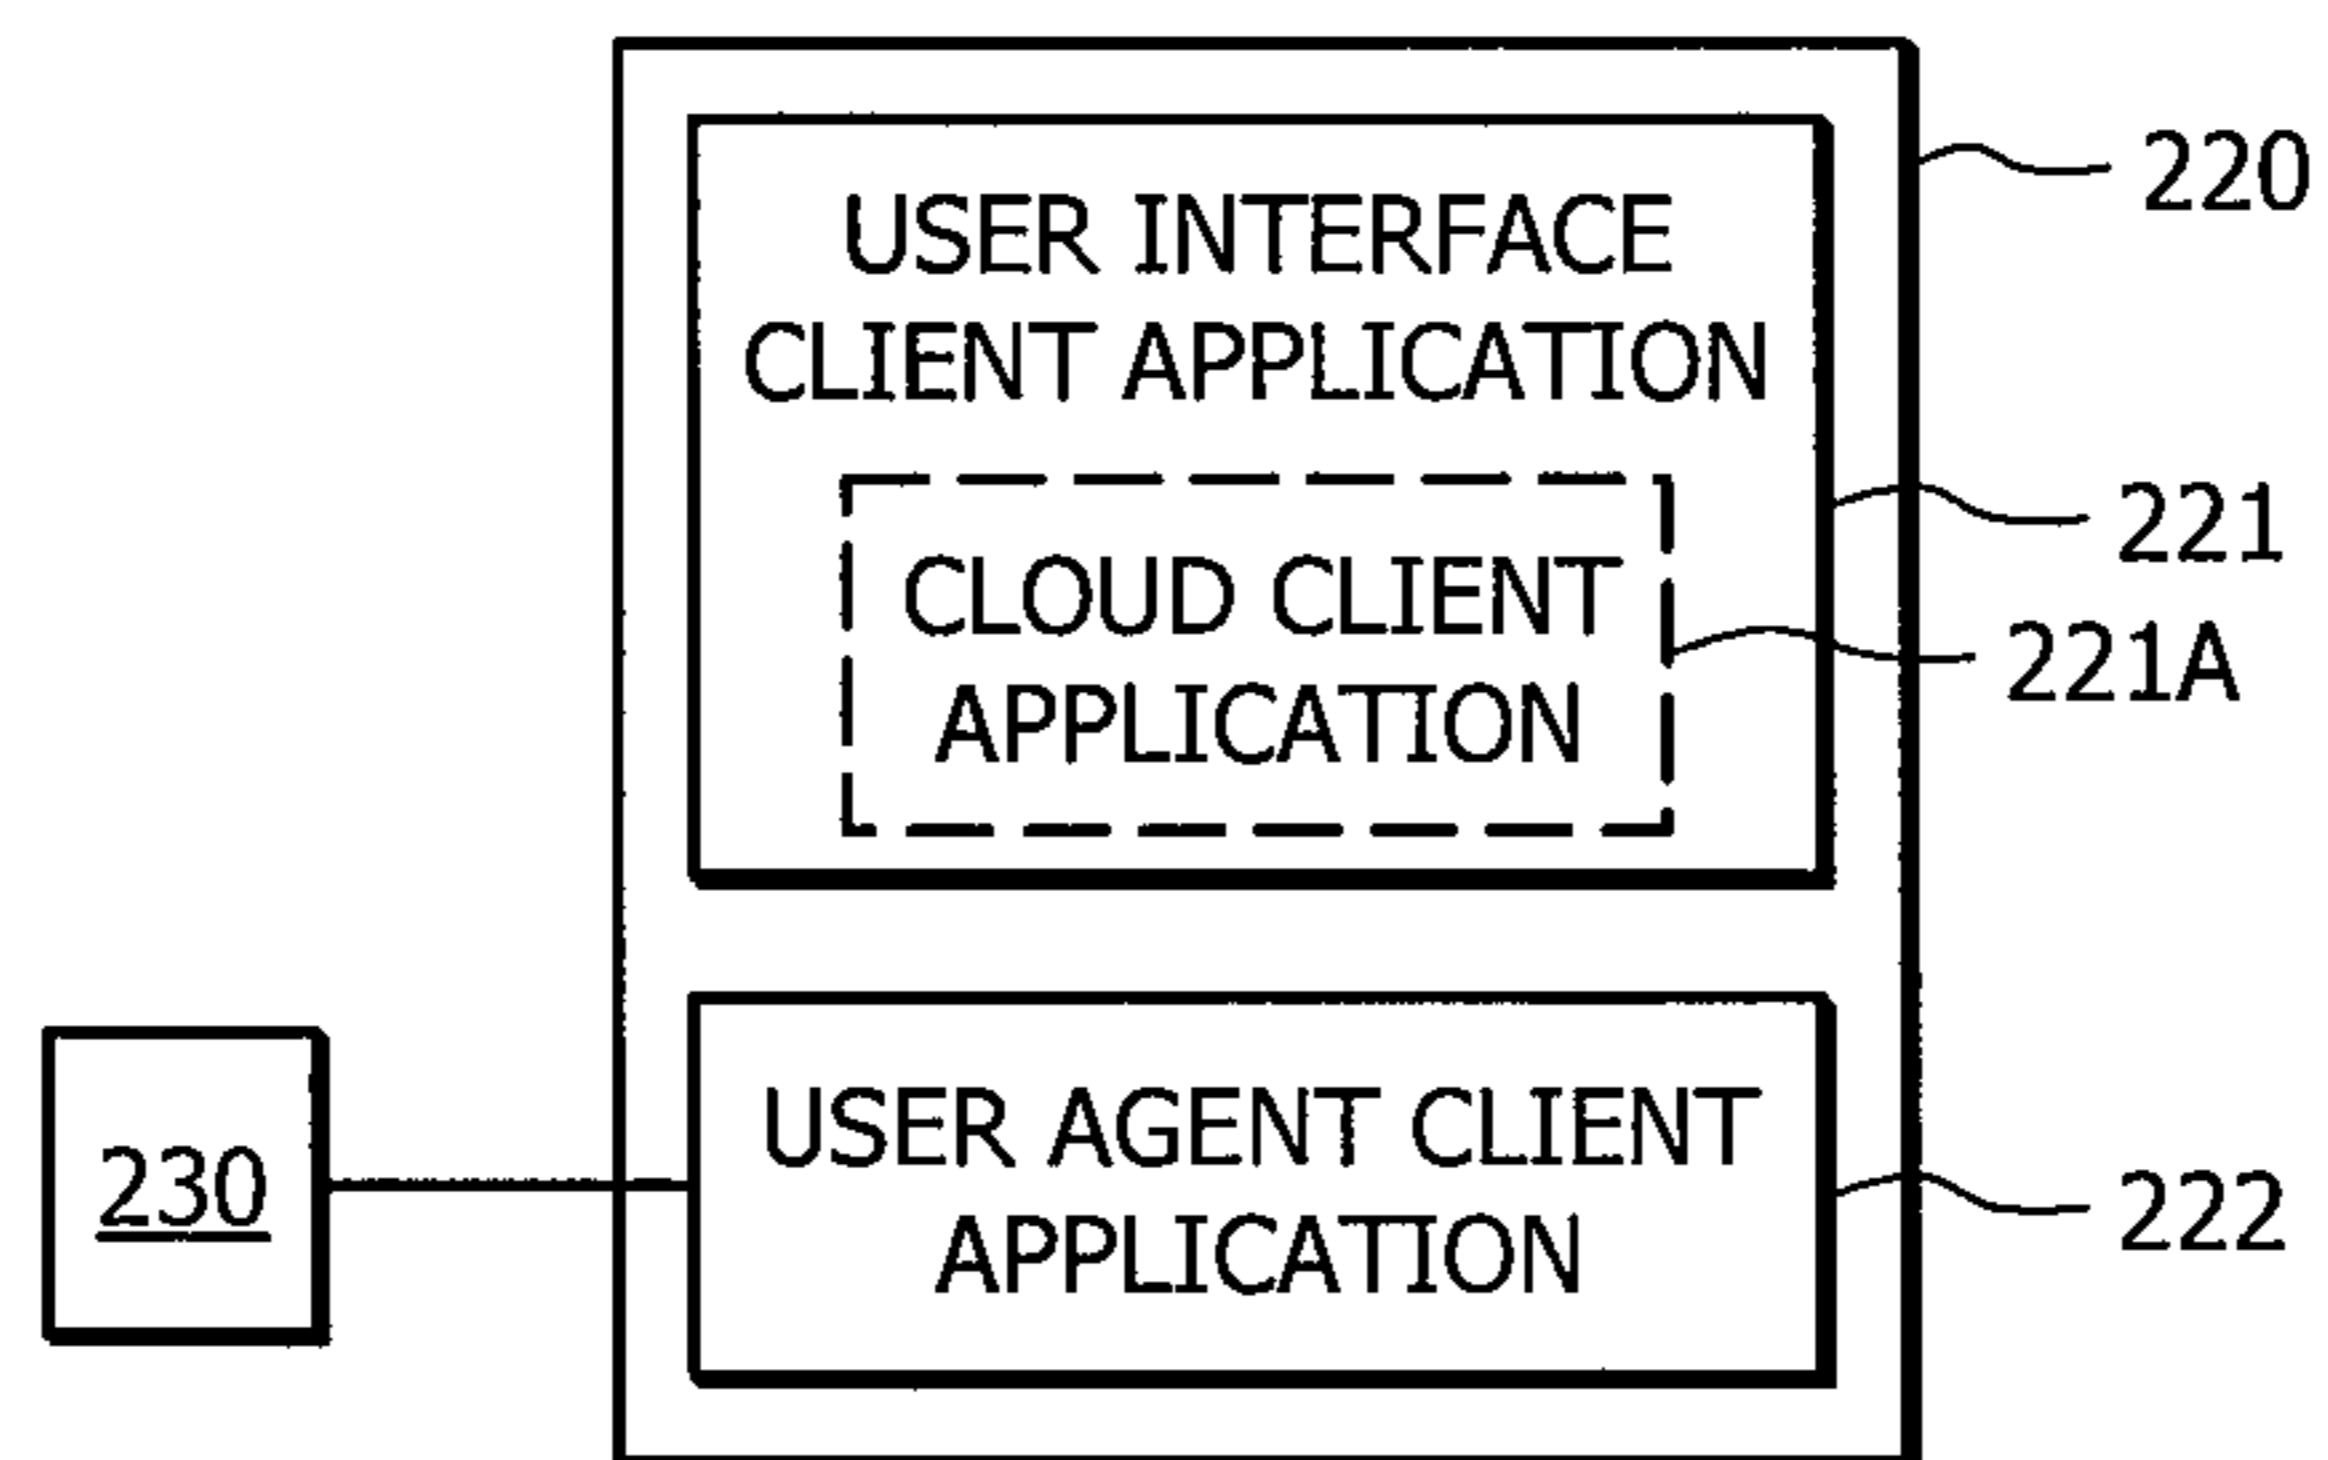 220
USER INTERFACE
CLIENT APPLICATION
221
CLOUD CLIENT
APPLICATION
221A
230
USER AGENT CLIENT
APPLICATION
222